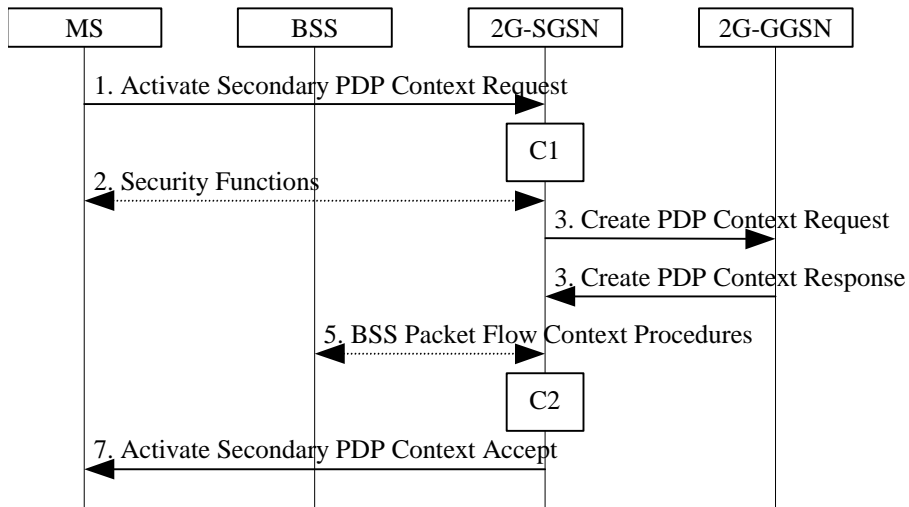 MS
BSS
2G-SGSN
2G-GGSN
1. Activate Secondary PDP Context Request
C1
2. Security Functions
3. Create PDP Context Request
3. Create PDP Context Response
5. BSS Packet Flow Context Procedures
C2
7. Activate Secondary PDP Context Accept